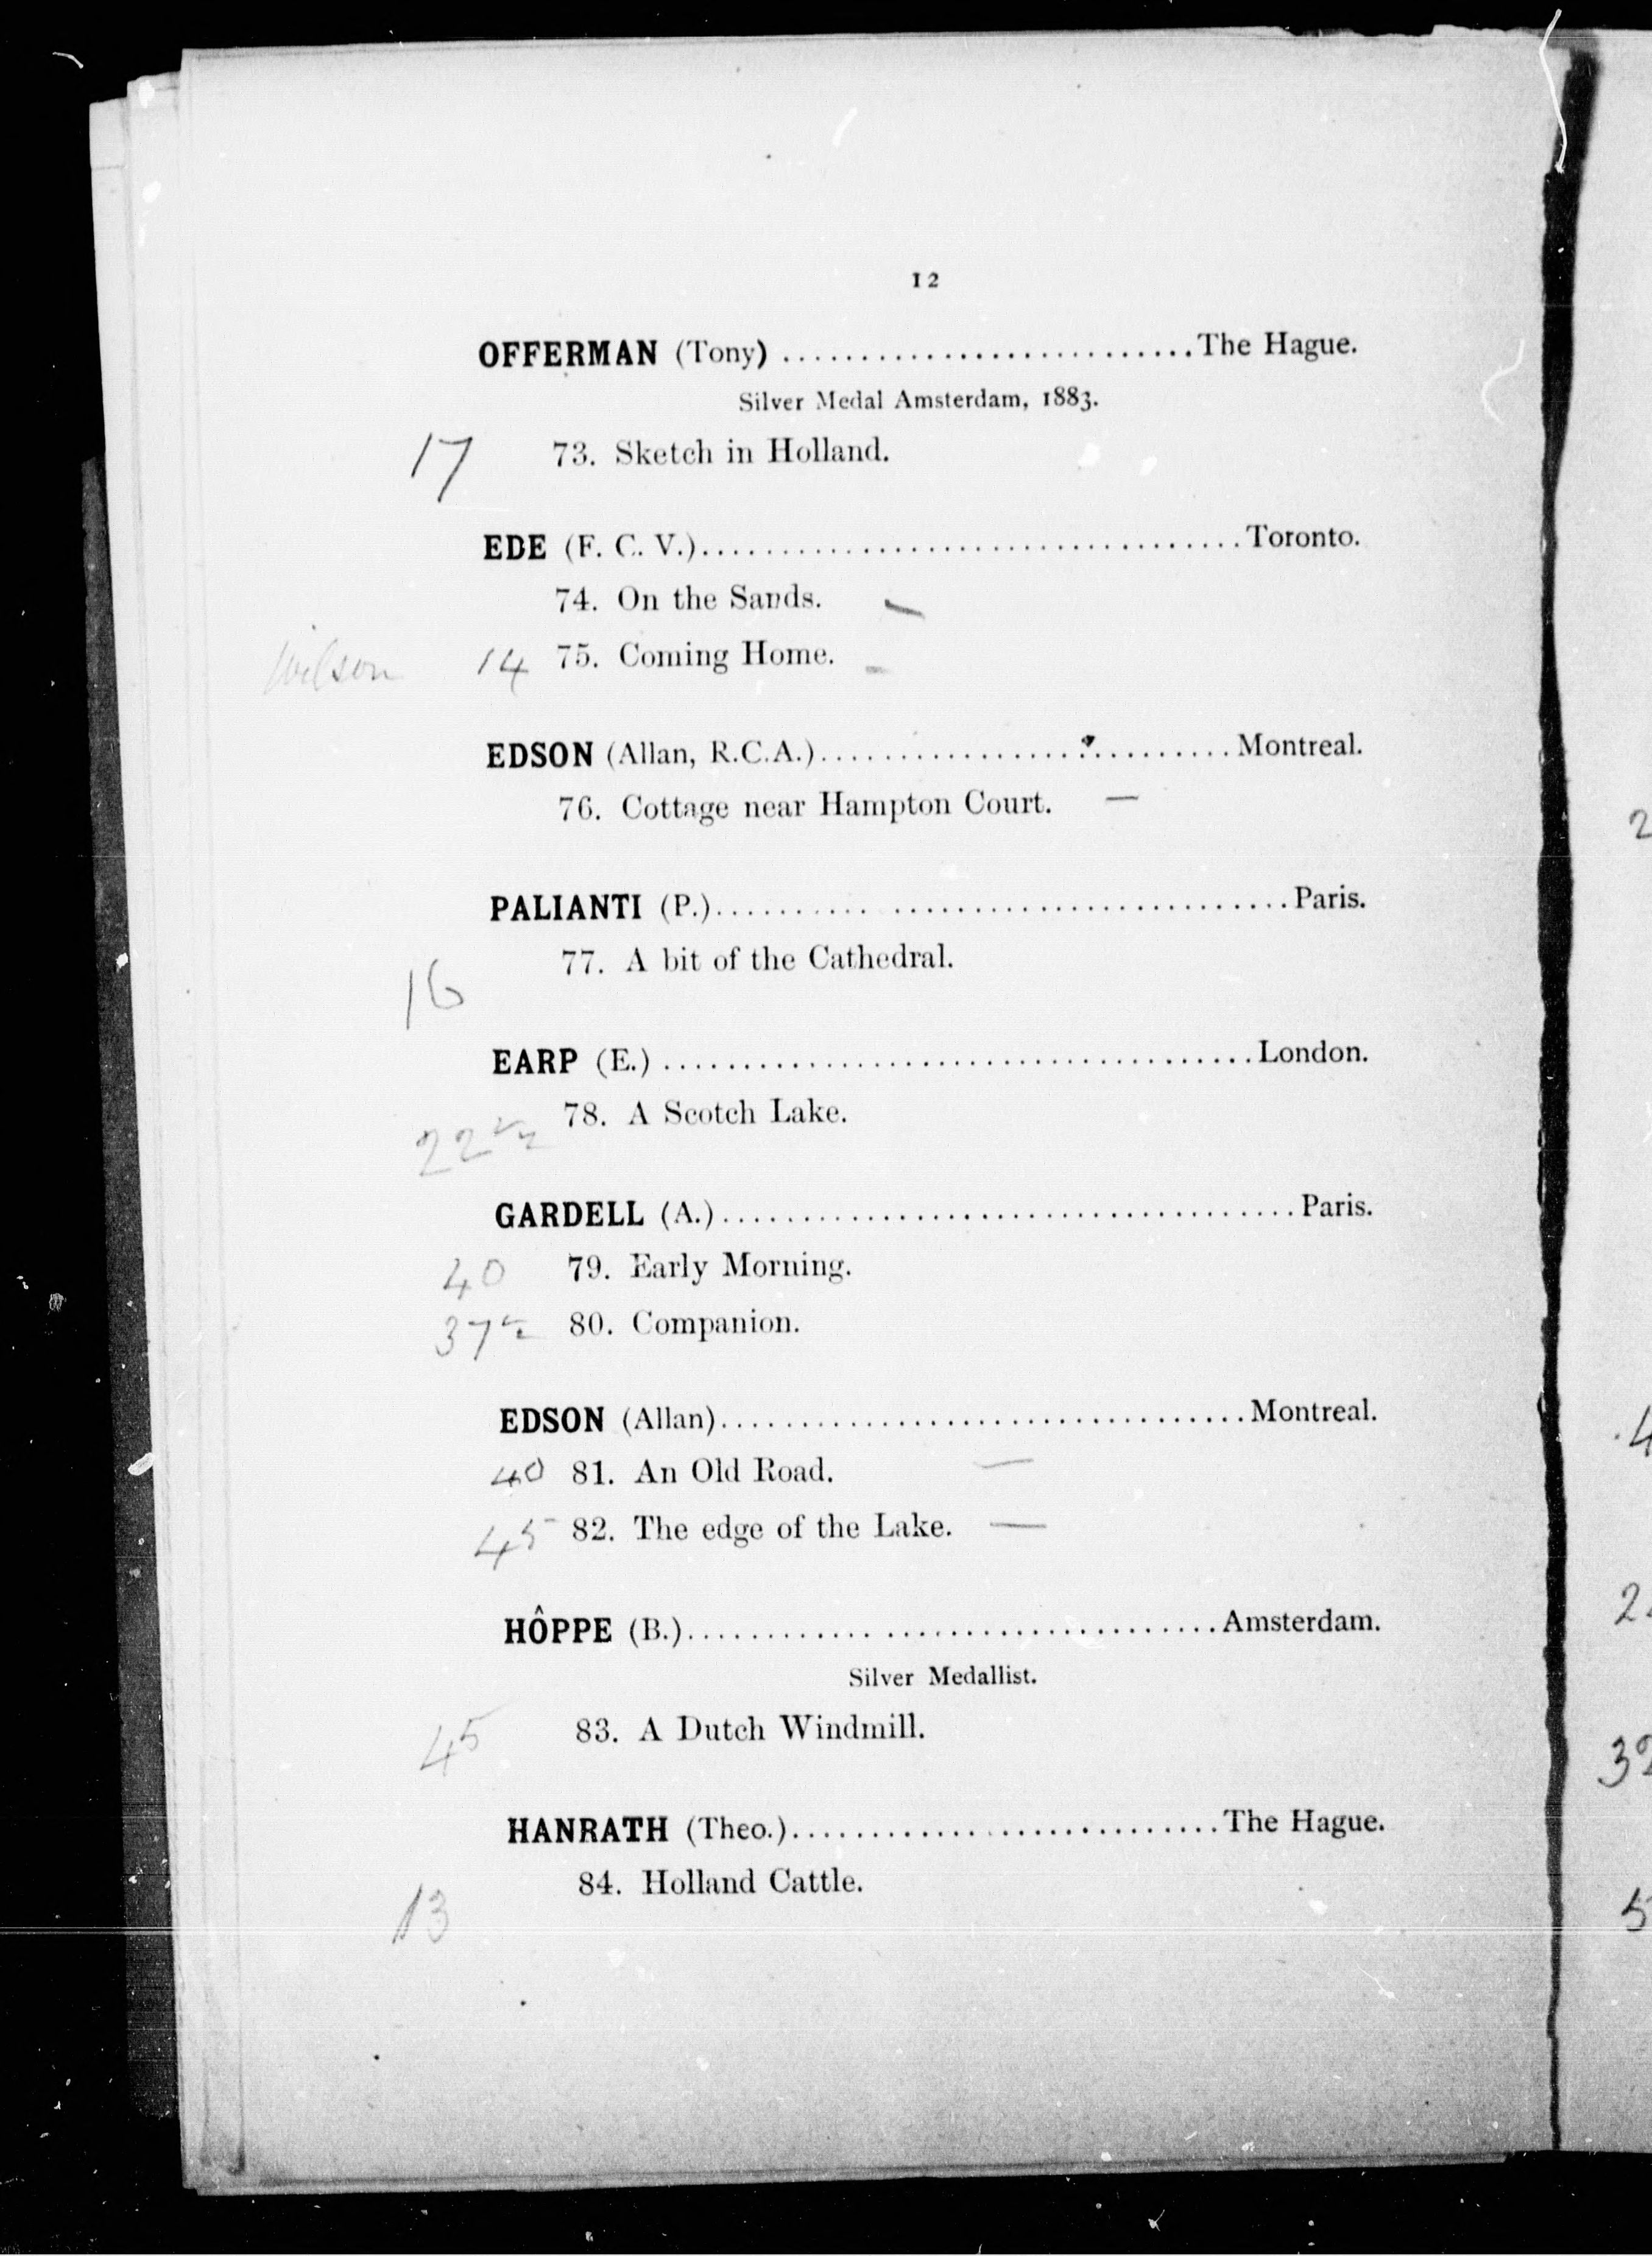 12
OFFERMAN (Tony) ..........................The Hague.
Silver Medal Amsterdam, 1883.
17 73. Sketch in Holland.
EDE (F. C. V.)..................................Toronto.
74. On the Sands. —
Wilson 14 75. Coming Home. –
EDSON (Allan, R.C.A.)..........................Montreal.
76. Cottage near Hampton Court. —
PALIANTI (P.)....................................Paris.
77. A bit of the Cathedral.
16
EARP (E.) .....................................London.
78. A Scotch Lake.
22½
GARDELL (A.)....................................Paris.
40 79. Early Morning.
37½ 80. Companion.
EDSON (Allan).................................Montreal.
40 81. An Old Road. —
45 82. The edge of the Lake. —
HÔPPE (B.)..................................Amsterdam.
Silver Medallist.
45 83. A Dutch Windmill.
HANRATH (Theo.)...........................The Hague.
84. Holland Cattle.
13